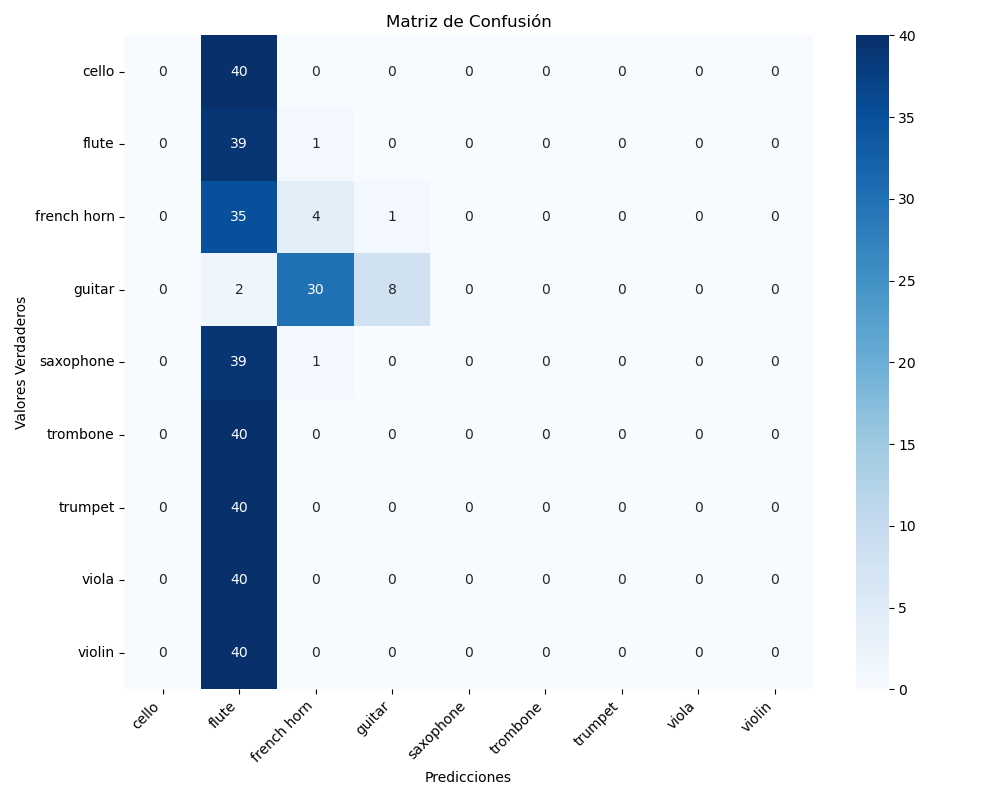 Matriz de Confusión
Valores Verdaderos
cello 0 40 0 0 0 0 0 0 0
flute 0 39 1 0 0 0 0 0 0
french horn 0 35 4 1 0 0 0 0 0
guitar 0 2 30 8 0 0 0 0 0
saxophone 0 39 1 0 0 0 0 0 0
trombone 0 40 0 0 0 0 0 0 0
trumpet 0 40 0 0 0 0 0 0 0
viola 0 40 0 0 0 0 0 0 0
violin 0 40 0 0 0 0 0 0 0
cello flute french horn guitar saxophone trombone trumpet viola violin
Predicciones
40
35
30
25
20
15
10
5
0